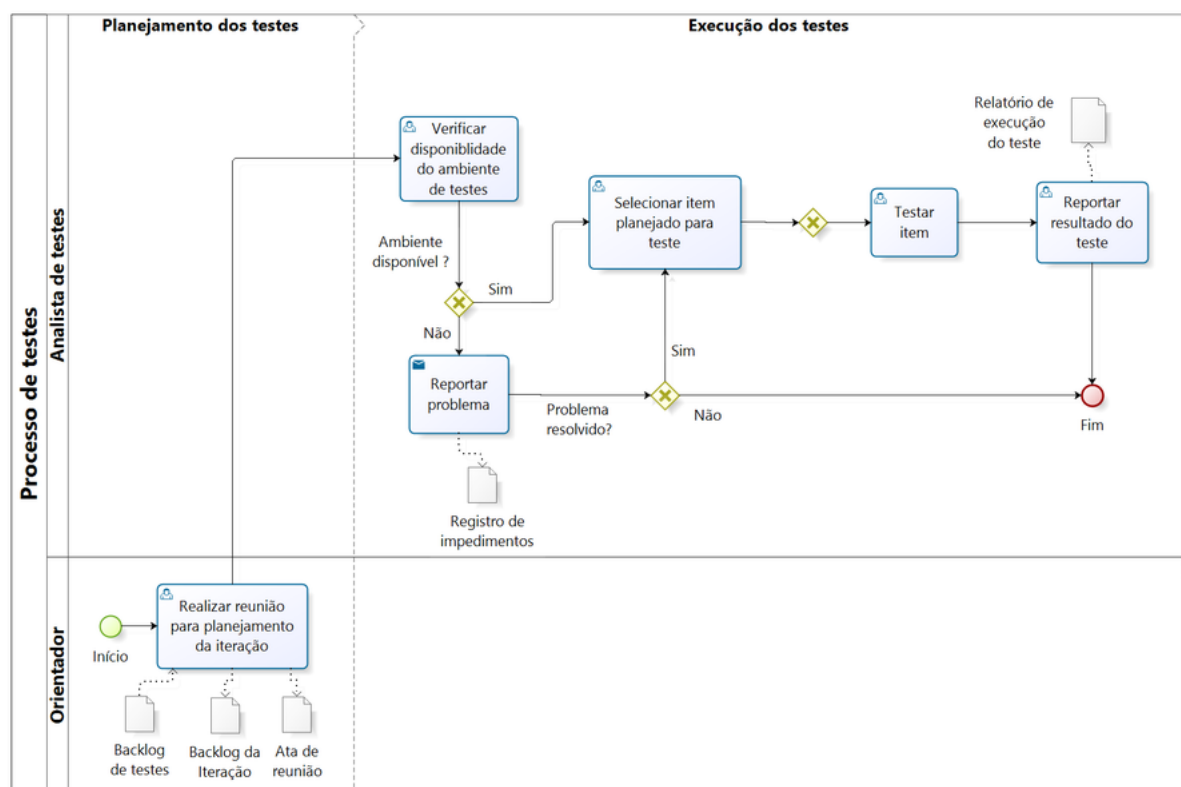 Planejamento dos testes
Execução dos testes
Processo de testes
Analista de testes
Verificar
disponiblidade
do ambiente
de testes
Ambiente
disponível ?
Sim
Não
Reportar
problema
Registro de
impedimentos
Problema
resolvido?
Sim
Não
Selecionar item
planejado para
teste
Testar
item
Relatório de
execução
do teste
Reportar
resultado do
teste
Fim
Orientador
Início
Realizar reunião
para planejamento
da iteração
Backlog
de testes
Backlog da
Iteração
Ata de
reunião